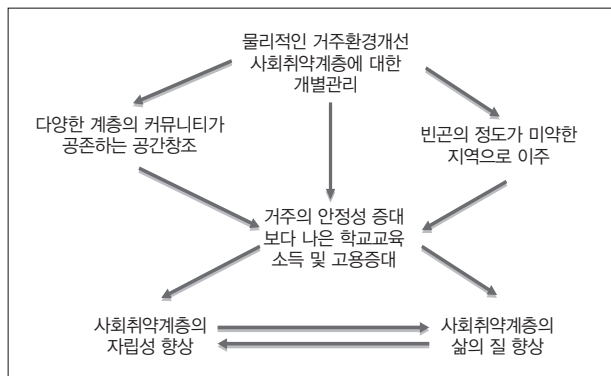 물리적인 거주환경개선
사회취약계층에 대한
개별관리
다양한 계층의 커뮤니티가
공존하는 공간창조
빈곤의 정도가 미약한
지역으로 이주
거주의 안정성 증대
보다 나은 학교교육
소득 및 고용증대
사회취약계층의
자립성 향상
사회취약계층의
삶의 질 향상